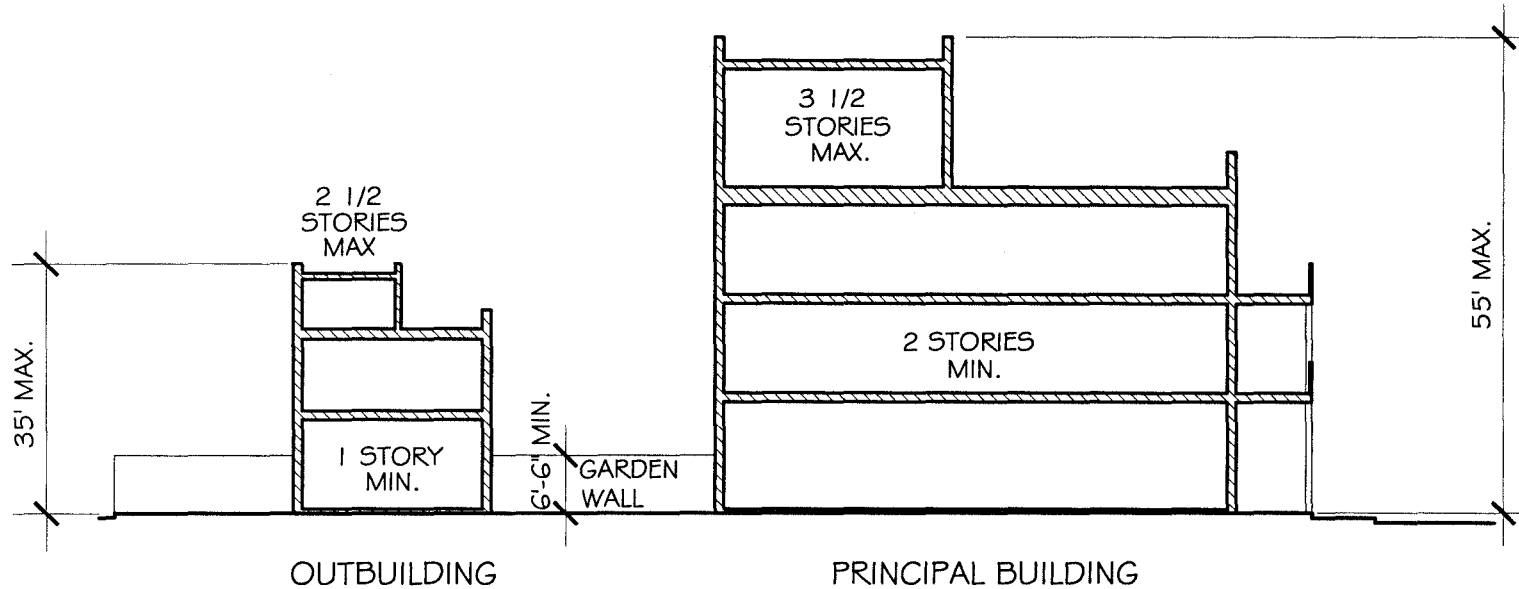 3 1/2
STORIES
MAX.
2 1/2
STORIES
MAX
35' MAX.
55' MAX.
2 STORIES
MIN.
1 STORY
MIN.
6'-6" MIN.
GARDEN
WALL
OUTBUILDING
PRINCIPAL BUILDING